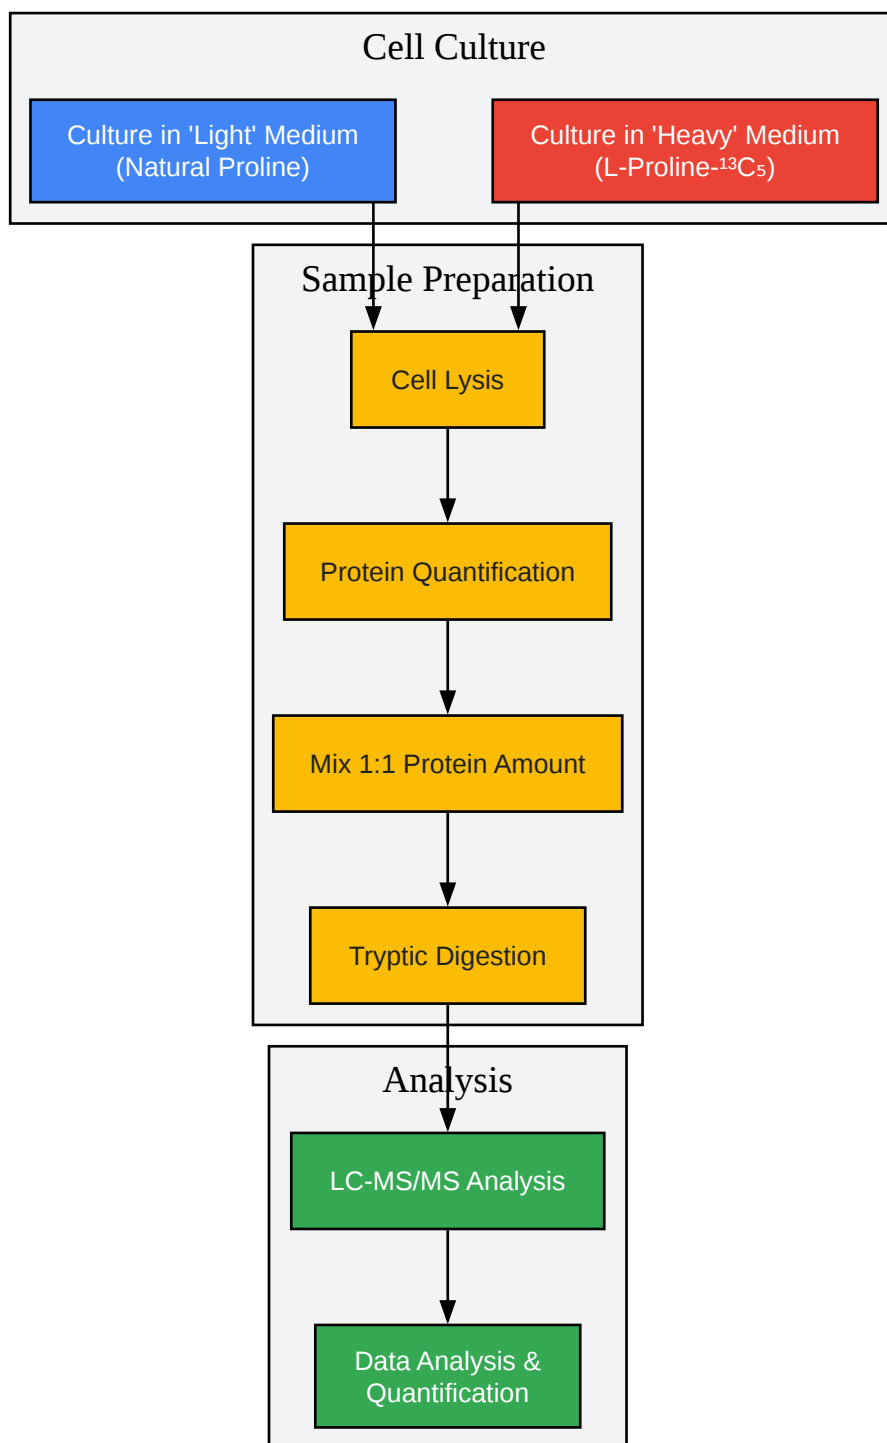 Cell Culture
Culture in 'Light' Medium
(Natural Proline)
Culture in 'Heavy' Medium
(L-Proline-¹³C₅)
Sample Preparation
Cell Lysis
Protein Quantification
Mix 1:1 Protein Amount
Tryptic Digestion
Analysis
LC-MS/MS Analysis
Data Analysis &
Quantification